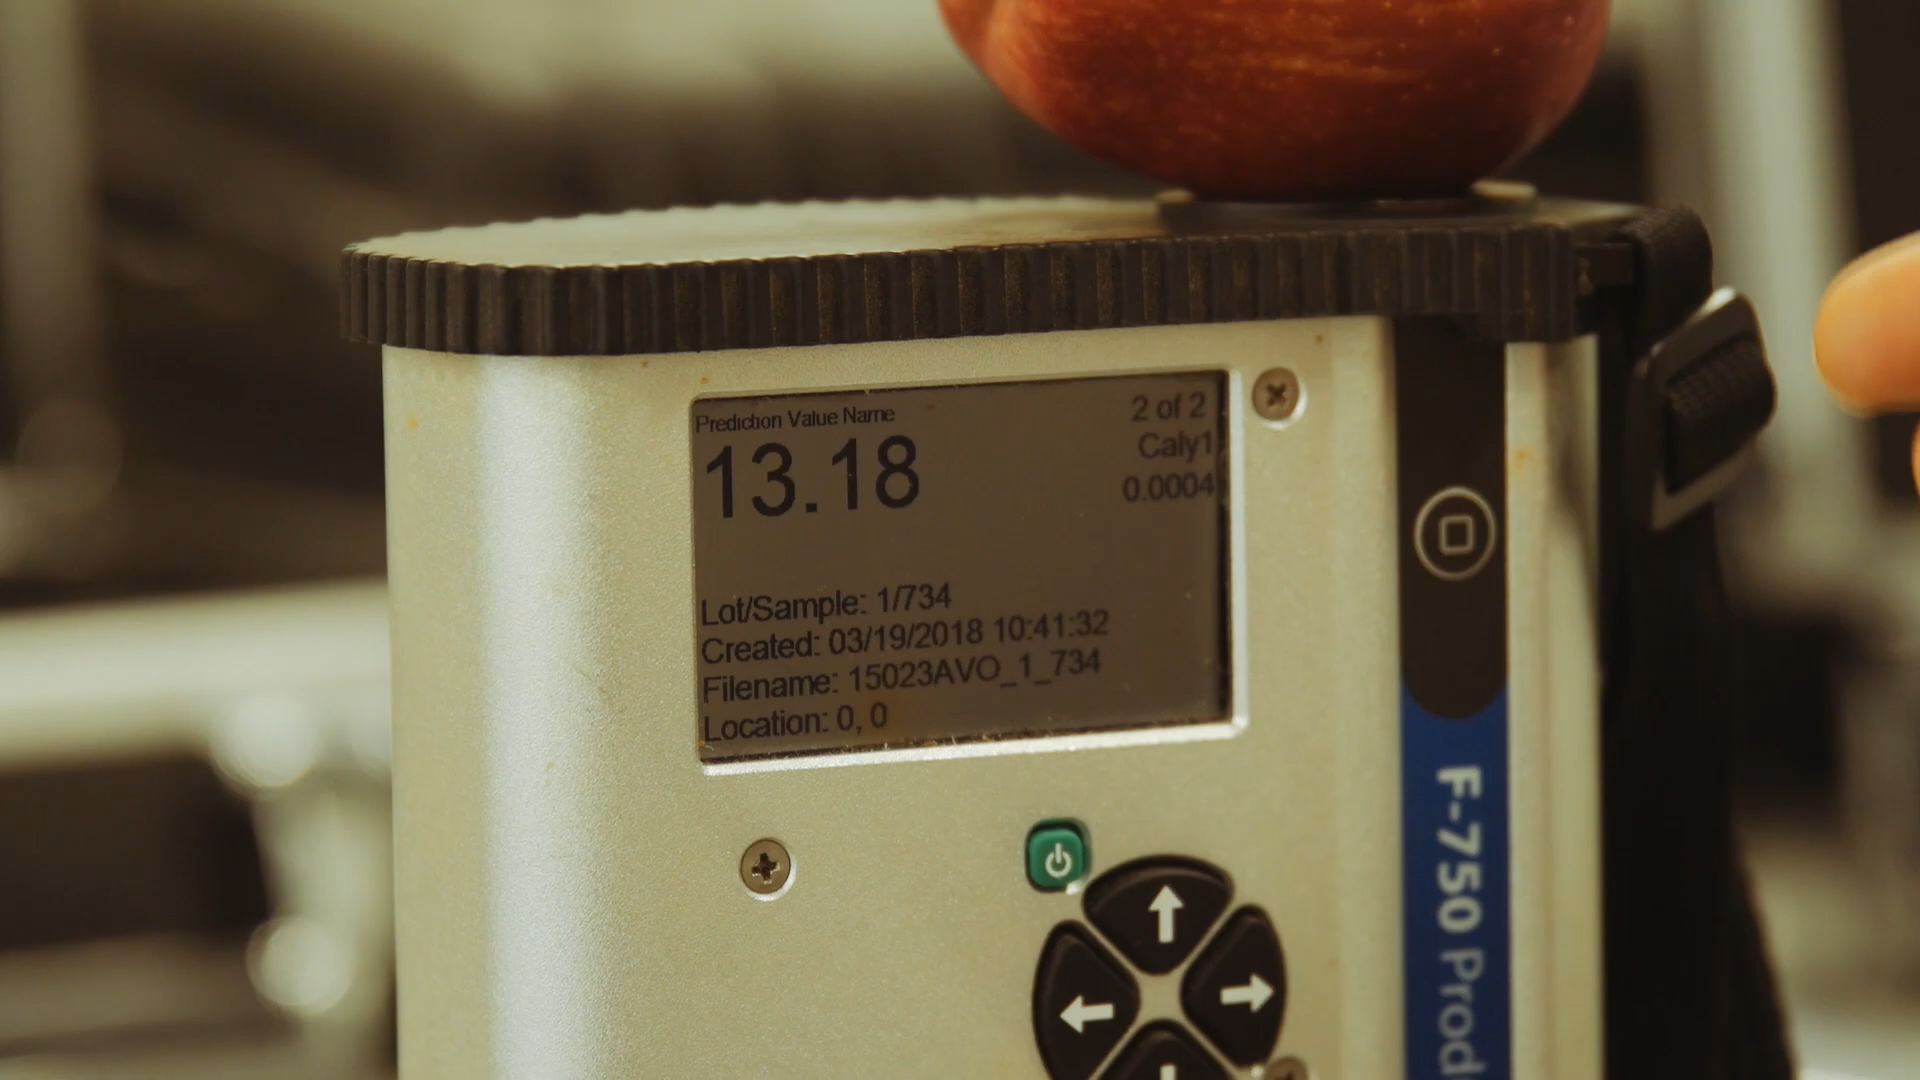 Prediction Value Name
13.18
2 of 2
Caly1
0.0004
Lot/Sample: 1/734
Created: 03/19/2018 10:41:32
Filename: 15023AVO_1_734
Location: 0, 0
F-750 Prod